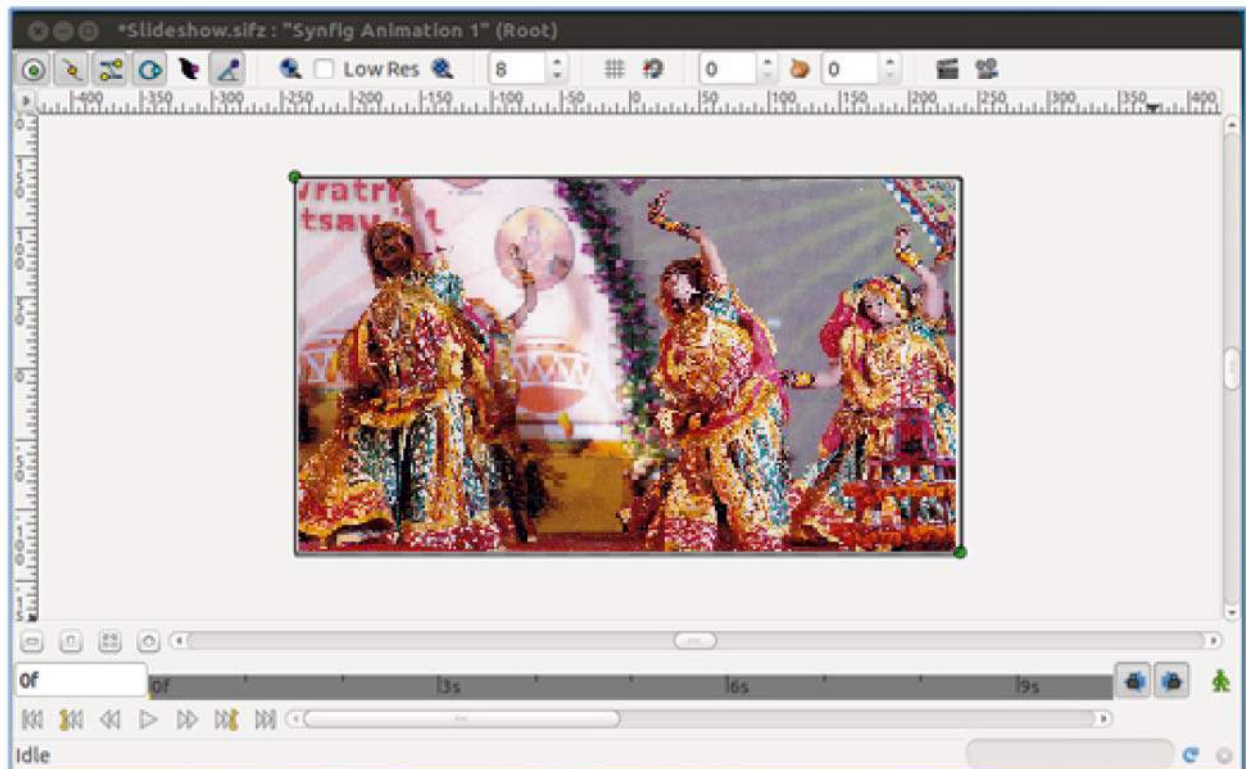 *Slideshow.sifz : "Synfig Animation 1" (Root)
Low Res 8 0 0
-400 -350 -300 -250 -200 -150 -100 -50 0 50 100 150 200 250 300 350 400
vratri
tsav
0f
0f 3s 6s 9s
Idle